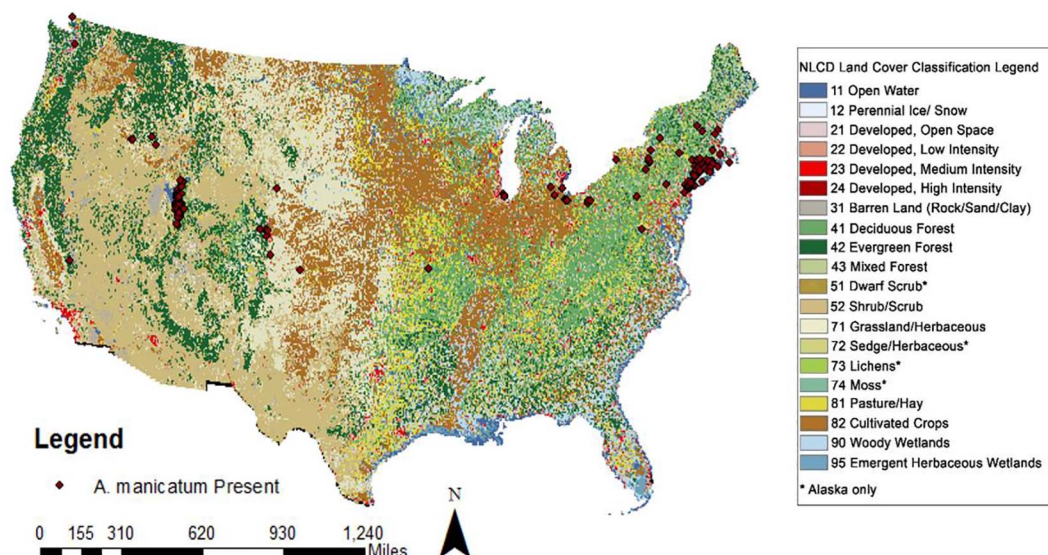 NLCD Land Cover Classification Legend
11 Open Water
12 Perennial Ice/ Snow
21 Developed, Open Space
22 Developed, Low Intensity
23 Developed, Medium Intensity
24 Developed, High Intensity
31 Barren Land (Rock/Sand/Clay)
41 Deciduous Forest
42 Evergreen Forest
43 Mixed Forest
51 Dwarf Scrub*
52 Shrub/Scrub
71 Grassland/Herbaceous
72 Sedge/Herbaceous*
73 Lichens*
74 Moss*
81 Pasture/Hay
82 Cultivated Crops
90 Woody Wetlands
95 Emergent Herbaceous Wetlands
* Alaska only
Legend
A. manicatum Present
N
0 155 310 620 930 1,240
Miles